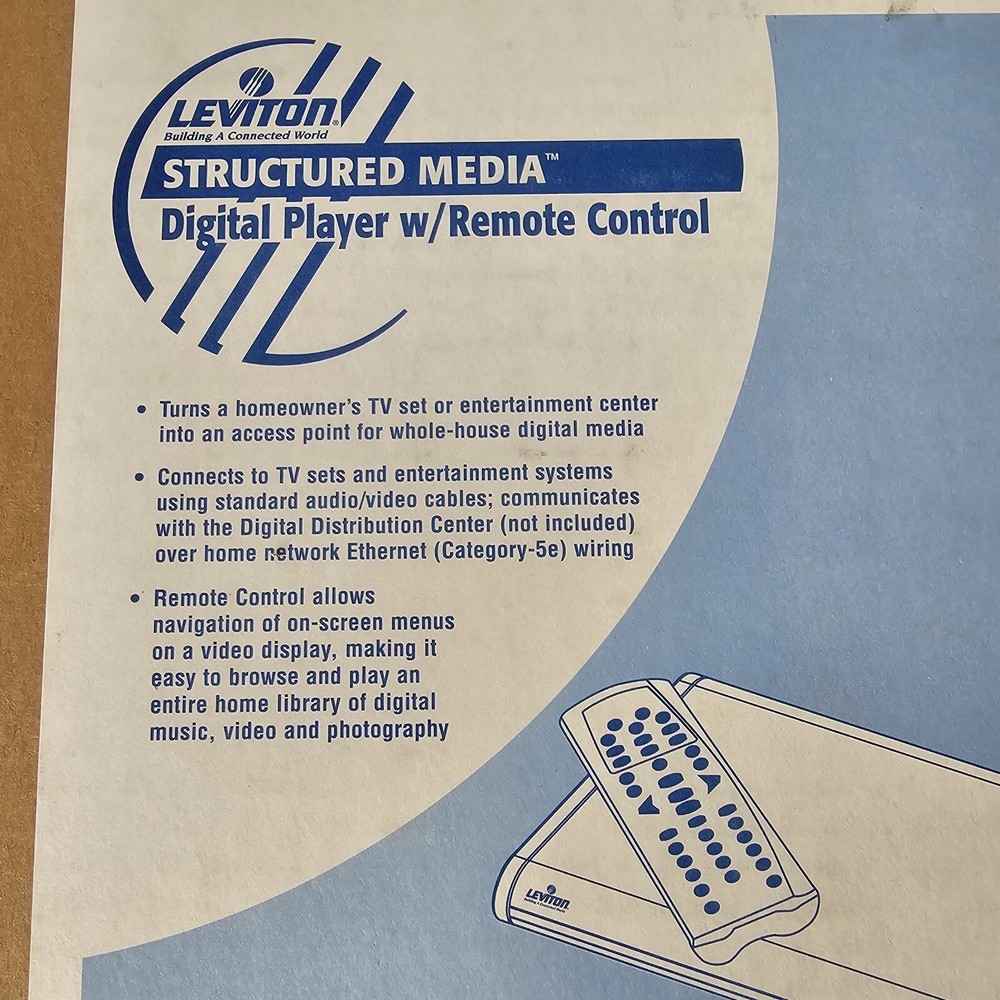 LEVITON®
Building A Connected World
STRUCTURED MEDIA™
Digital Player w/Remote Control
• Turns a homeowner's TV set or entertainment center
into an access point for whole-house digital media
• Connects to TV sets and entertainment systems
using standard audio/video cables; communicates
with the Digital Distribution Center (not included)
over home network Ethernet (Category-5e) wiring
• Remote Control allows
navigation of on-screen menus
on a video display, making it
easy to browse and play an
entire home library of digital
music, video and photography
LEVITON
Building A Connected World